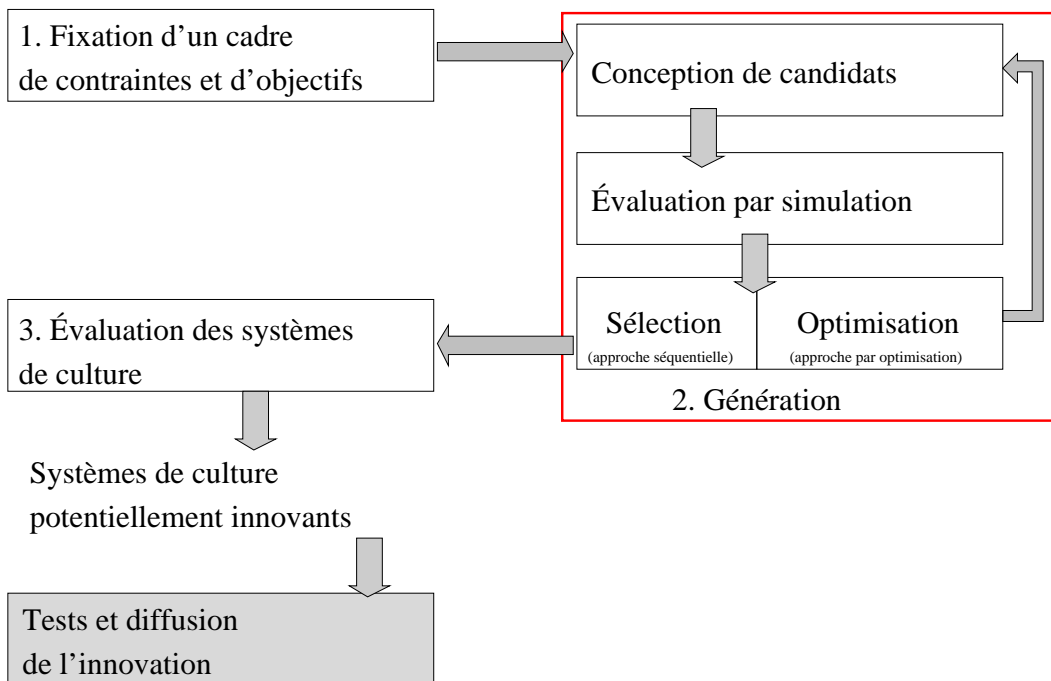 1. Fixation d’un cadre
de contraintes et d’objectifs
Conception de candidats
Évaluation par simulation
Sélection
(approche séquentielle)
Optimisation
(approche par optimisation)
2. Génération
3. Évaluation des systèmes
de culture
Systèmes de culture
potentiellement innovants
Tests et diffusion
de l’innovation